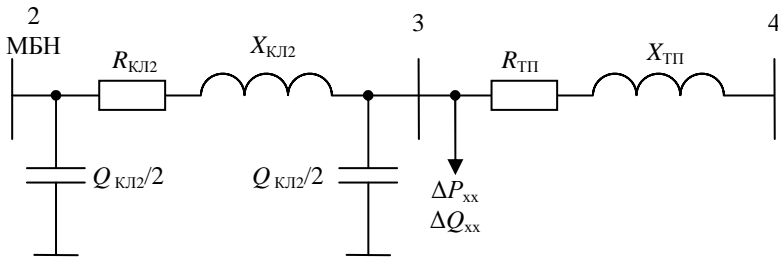 2
МБН
R КЛ2
X КЛ2
3
R ТП
X ТП
4
Q КЛ2/2
Q КЛ2/2
ΔP хх
ΔQ хх